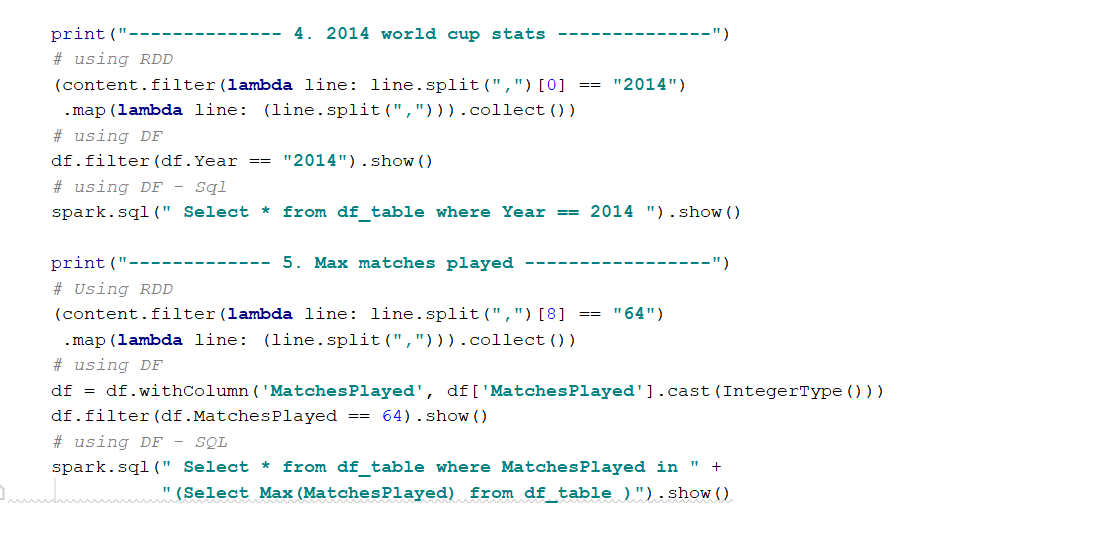 print("-------------- 4. 2014 world cup stats --------------")
# using RDD
(content.filter(lambda line: line.split(",")[0] == "2014")
.map(lambda line: (line.split(","))).collect())
# using DF
df.filter(df.Year == "2014").show()
# using DF - Sql
spark.sql(" Select * from df_table where Year == 2014 ").show()
print("------------- 5. Max matches played -----------------")
# Using RDD
(content.filter(lambda line: line.split(",")[8] == "64")
.map(lambda line: (line.split(","))).collect())
# using DF
df = df.withColumn('MatchesPlayed', df['MatchesPlayed'].cast(IntegerType()))
df.filter(df.MatchesPlayed == 64).show()
# using DF - SQL
spark.sql(" Select * from df_table where MatchesPlayed in " +
"(Select Max(MatchesPlayed) from df_table )").show()